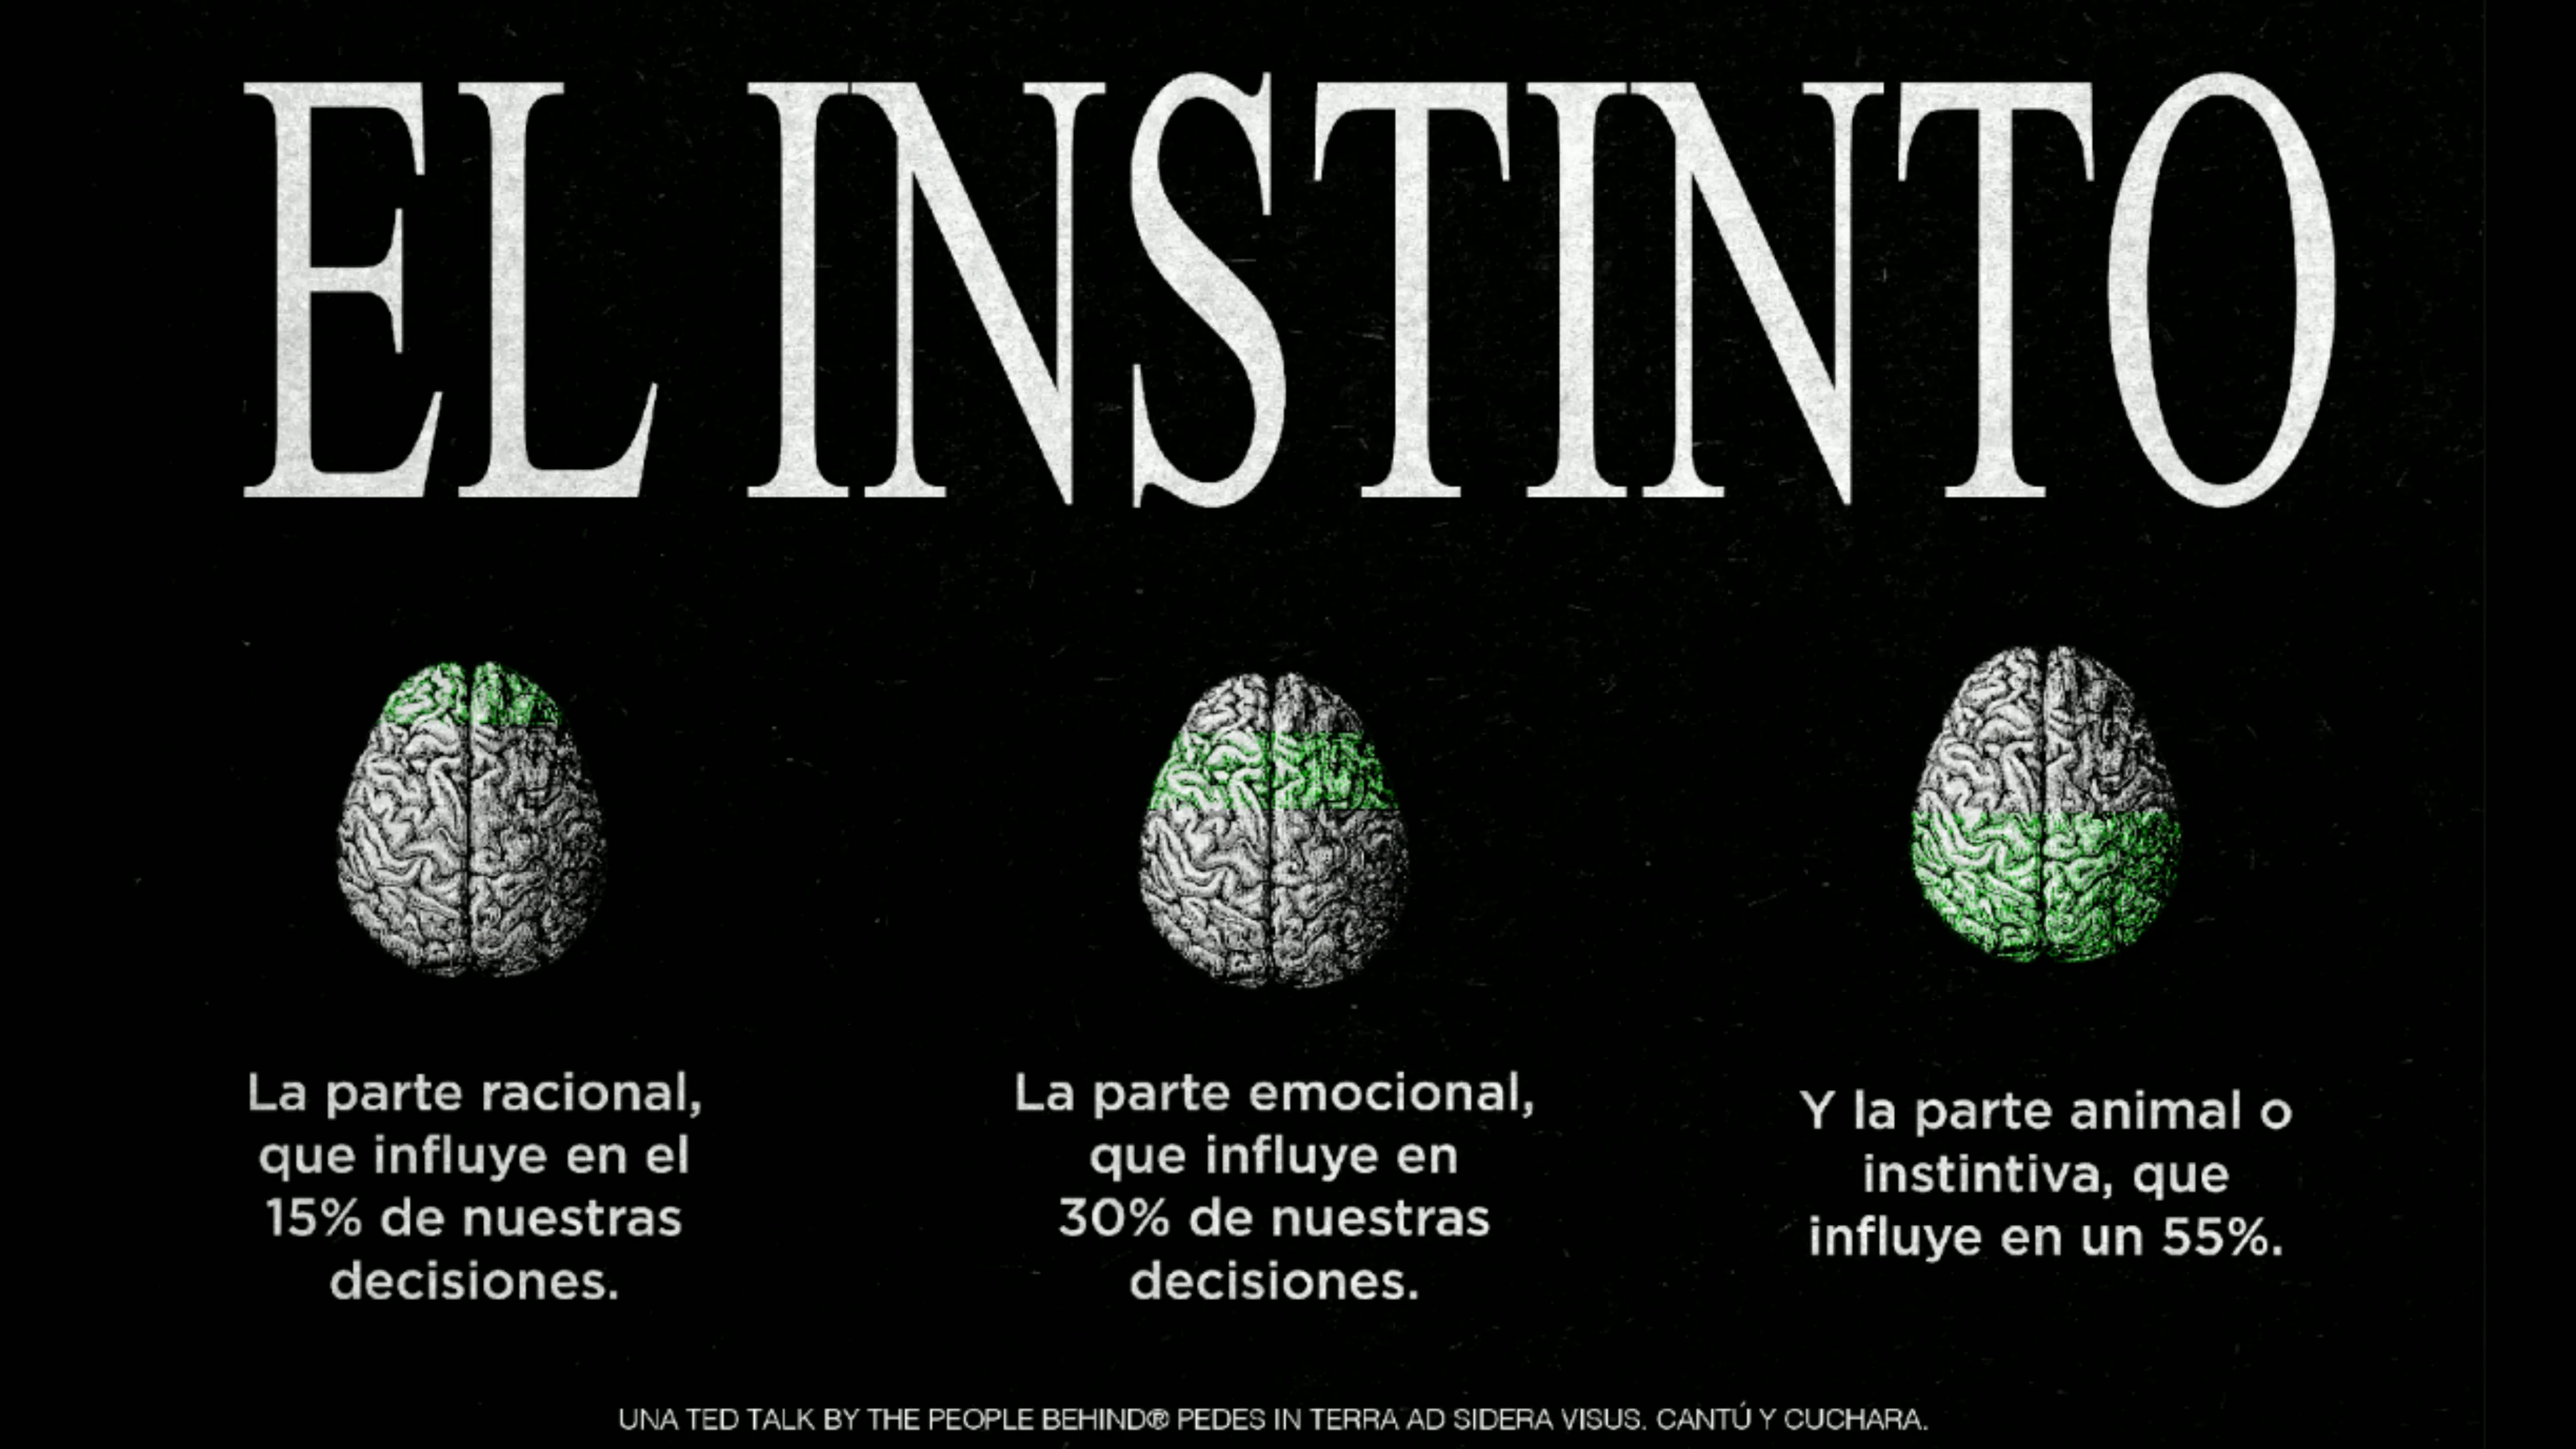 EL INSTINTO
La parte racional,
que influye en el
15% de nuestras
decisiones.
La parte emocional,
que influye en
30% de nuestras
decisiones.
Y la parte animal o
instintiva, que
influye en un 55%.
UNA TED TALK BY THE PEOPLE BEHIND® PEDES IN TERRA AD SIDERA VISUS. CANTÚ Y CUCHARA.